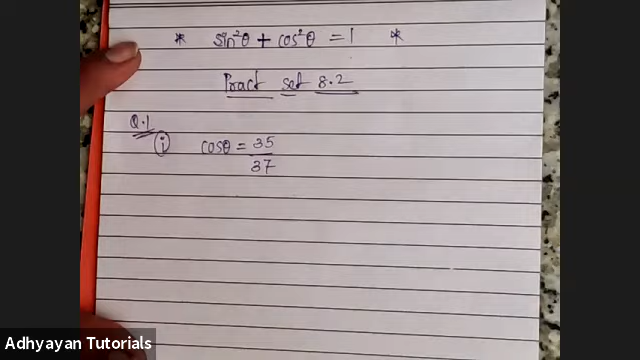 * sin²θ + cos²θ = 1 *
Pract set 8.2
Q.1
(i) cosθ = 35/37
Adhyayan Tutorials